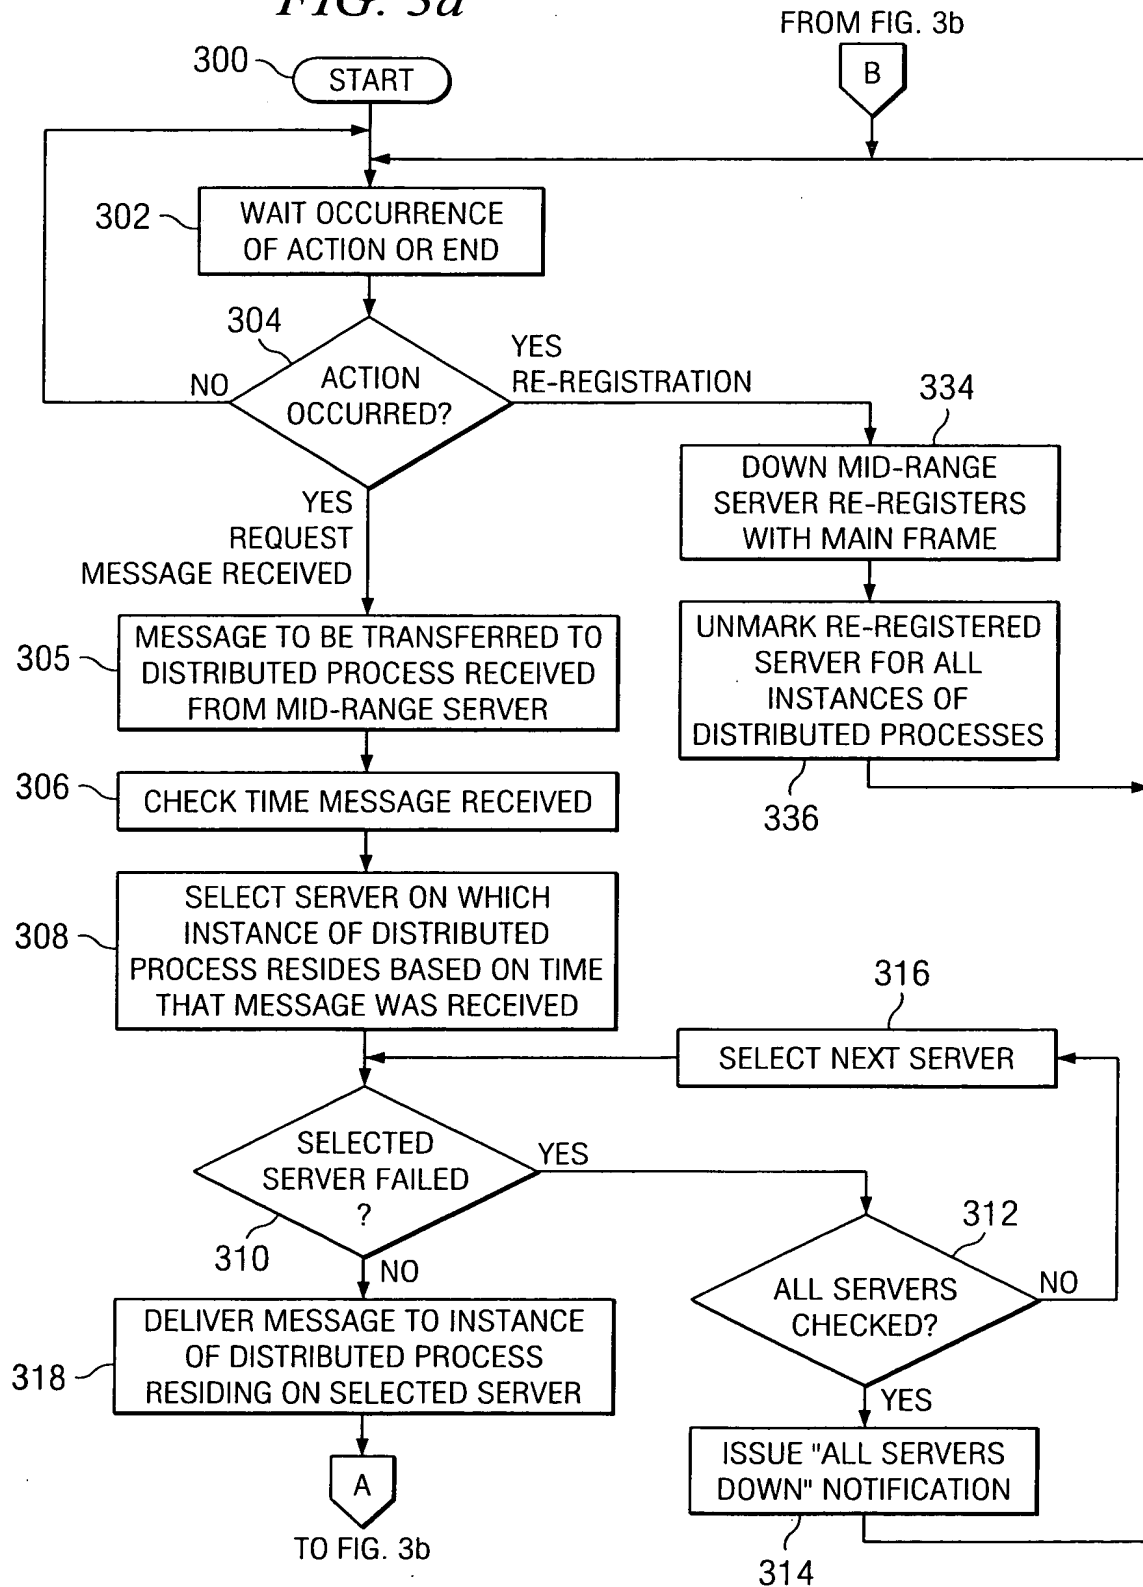 FIG. 3a
FROM FIG. 3b
B
300
START
302
WAIT OCCURRENCE
OF ACTION OR END
304
ACTION
OCCURRED?
NO
YES
RE-REGISTRATION
334
DOWN MID-RANGE
SERVER RE-REGISTERS
WITH MAIN FRAME
YES
REQUEST
MESSAGE RECEIVED
UNMARK RE-REGISTERED
SERVER FOR ALL
INSTANCES OF
DISTRIBUTED PROCESSES
336
305
MESSAGE TO BE TRANSFERRED TO
DISTRIBUTED PROCESS RECEIVED
FROM MID-RANGE SERVER
306
CHECK TIME MESSAGE RECEIVED
308
SELECT SERVER ON WHICH
INSTANCE OF DISTRIBUTED
PROCESS RESIDES BASED ON TIME
THAT MESSAGE WAS RECEIVED
316
SELECT NEXT SERVER
SELECTED
SERVER FAILED
?
310
YES
NO
312
ALL SERVERS
CHECKED?
NO
YES
318
DELIVER MESSAGE TO INSTANCE
OF DISTRIBUTED PROCESS
RESIDING ON SELECTED SERVER
ISSUE "ALL SERVERS
DOWN" NOTIFICATION
314
A
TO FIG. 3b